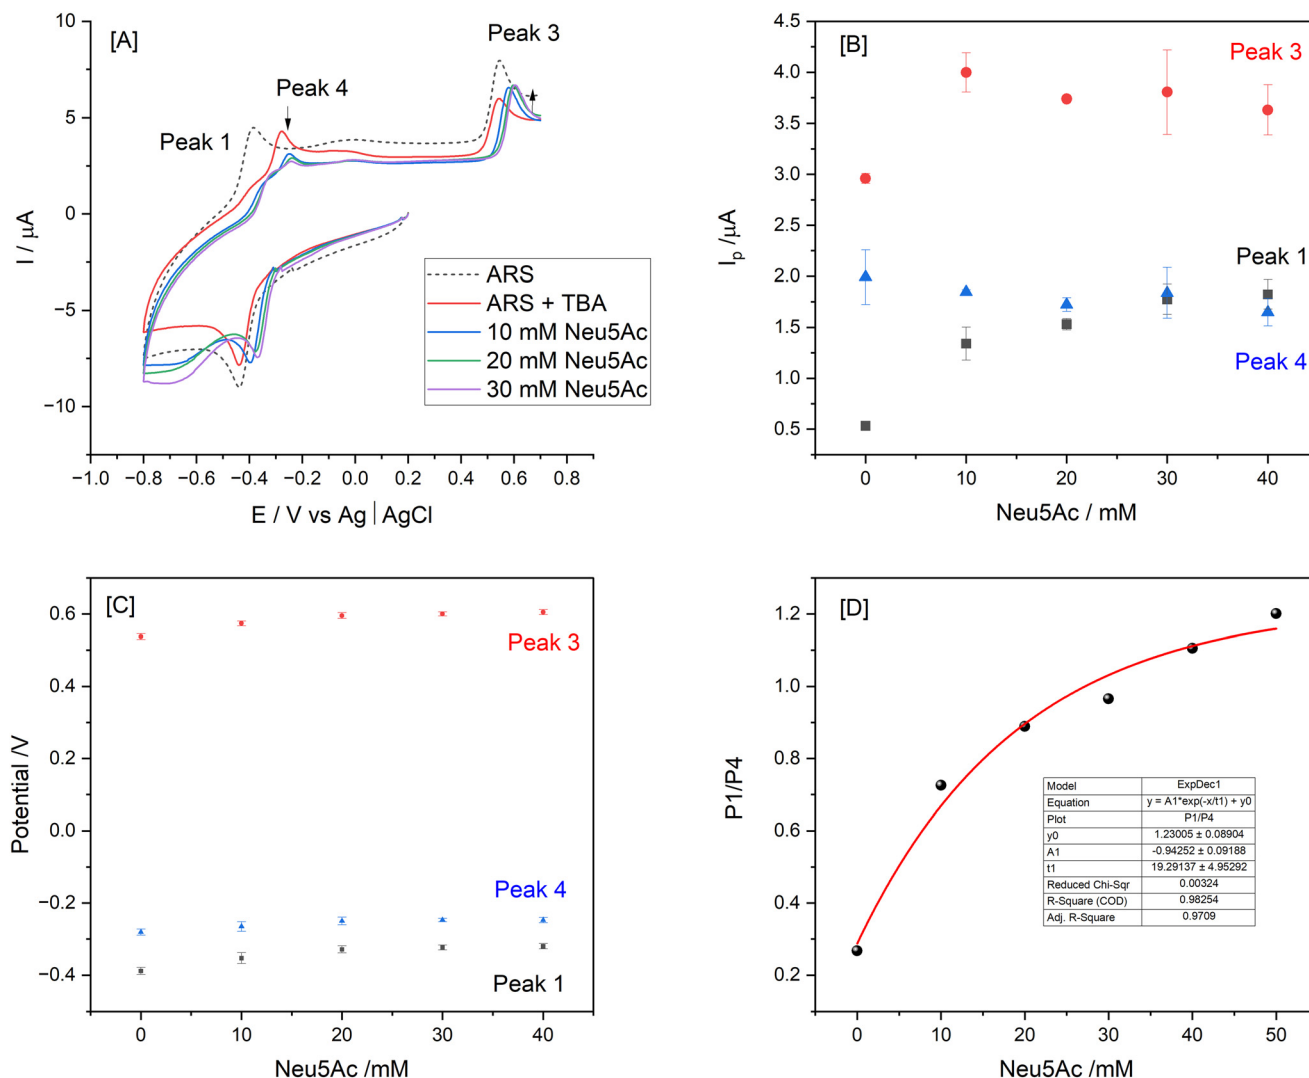 [A]
Peak 3
Peak 4
Peak 1
10
5
0
−5
−10
I / μA
ARS
ARS + TBA
10 mM Neu5Ac
20 mM Neu5Ac
30 mM Neu5Ac
−1.0 −0.8 −0.6 −0.4 −0.2 0.0 0.2 0.4 0.6 0.8
E / V vs Ag | AgCl
[B]
Peak 3
Peak 1
Peak 4
4.5
4.0
3.5
3.0
2.5
2.0
1.5
1.0
0.5
Ip /μA
0 10 20 30 40
Neu5Ac / mM
[C]
Peak 3
Peak 4
Peak 1
0.6
0.4
0.2
0.0
−0.2
−0.4
Potential /V
0 10 20 30 40
Neu5Ac /mM
[D]
1.2
1.0
0.8
0.6
0.4
0.2
P1/P4
Model ExpDec1
Equation y = A1*exp(-x/t1) + y0
Plot P1/P4
y0 1.23005 ± 0.08904
A1 -0.94252 ± 0.09188
t1 19.29137 ± 4.95292
Reduced Chi-Sqr 0.00324
R-Square (COD) 0.98254
Adj. R-Square 0.9709
0 10 20 30 40 50
Neu5Ac /mM